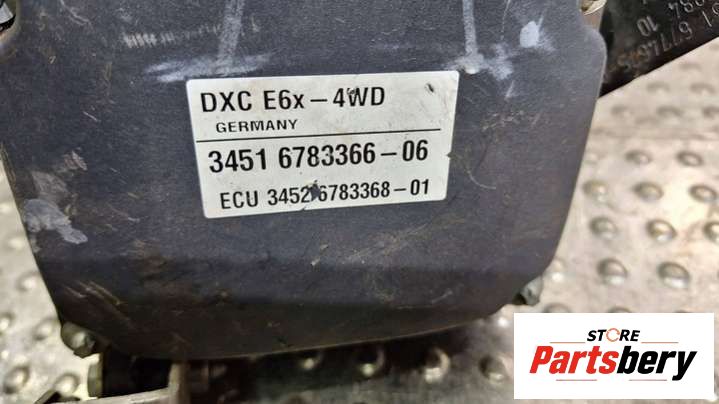 DXC E6x-4WD
GERMANY
3451 6783366-06
ECU 3452 6783368-01
STORE
Partsbery